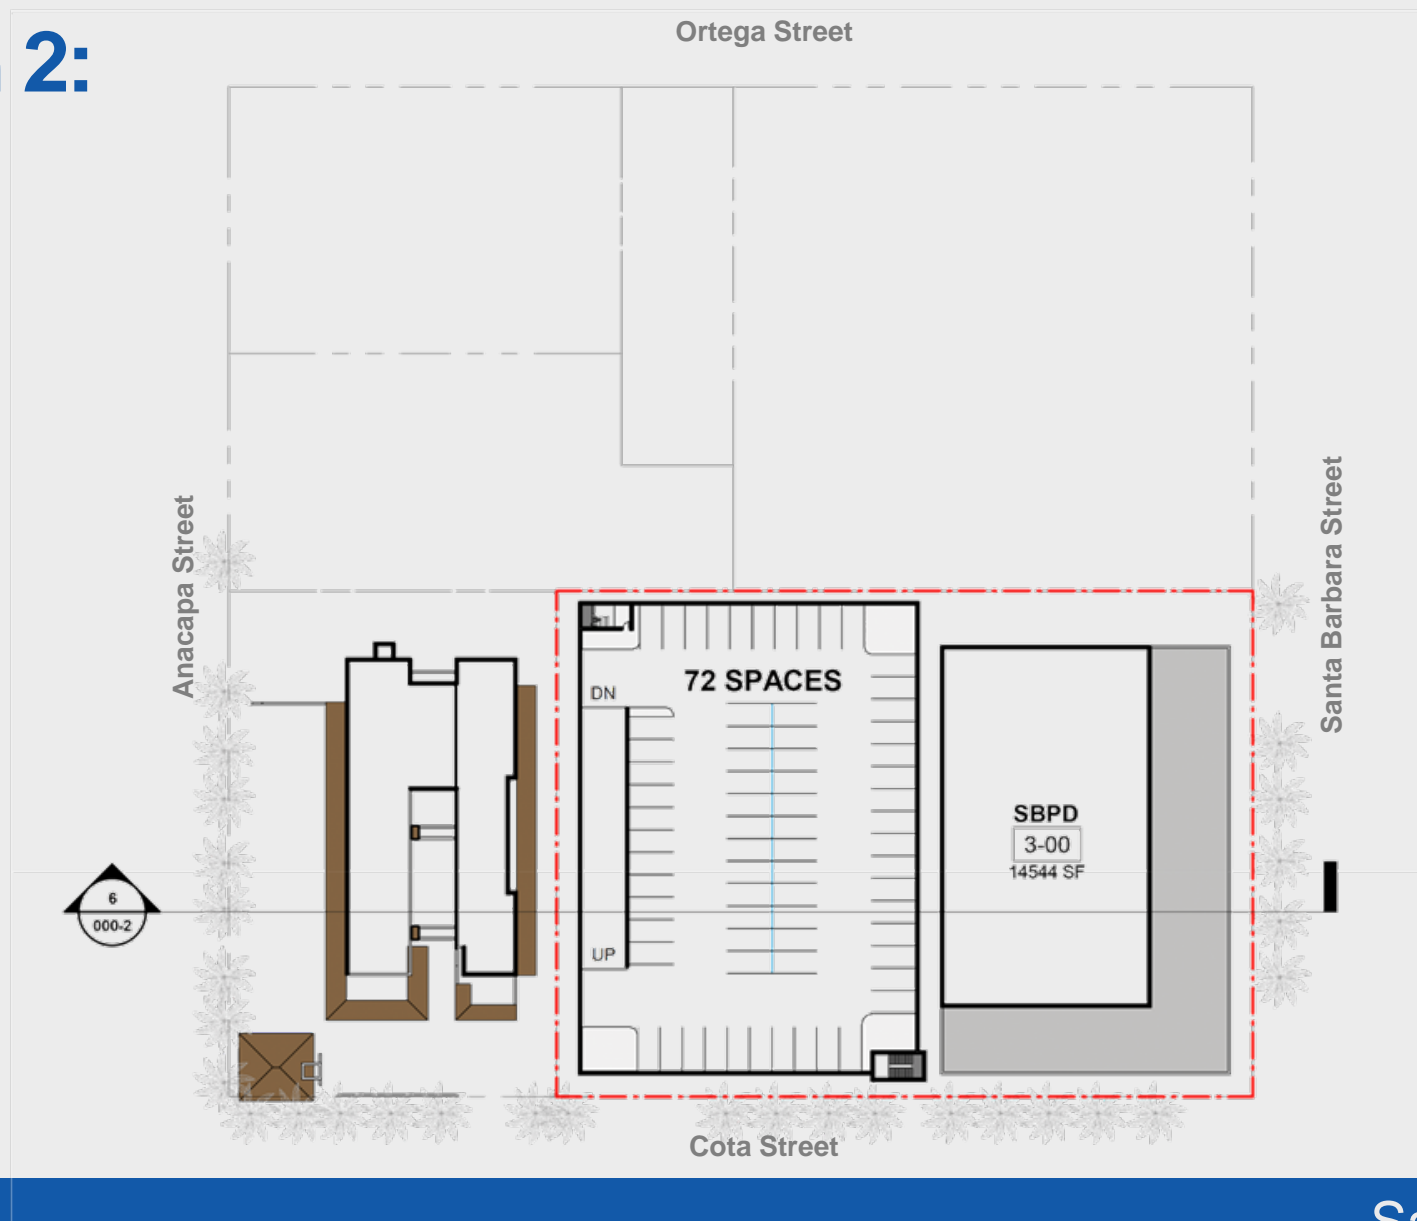 Ortega Street
2:
Anacapa Street
Santa Barbara Street
72 SPACES
DN
SBPD
3-00
14544 SF
6
000-2
UP
Cota Street